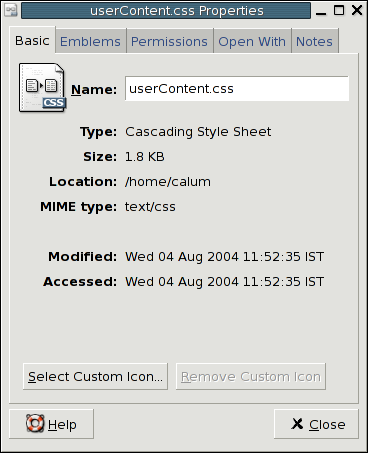 userContent.css Properties
Basic Emblems Permissions Open With Notes
CSS
Name: userContent.css
Type: Cascading Style Sheet
Size: 1.8 KB
Location: /home/calum
MIME type: text/css
Modified: Wed 04 Aug 2004 11:52:35 IST
Accessed: Wed 04 Aug 2004 11:52:35 IST
Select Custom Icon... Remove Custom Icon
Help Close